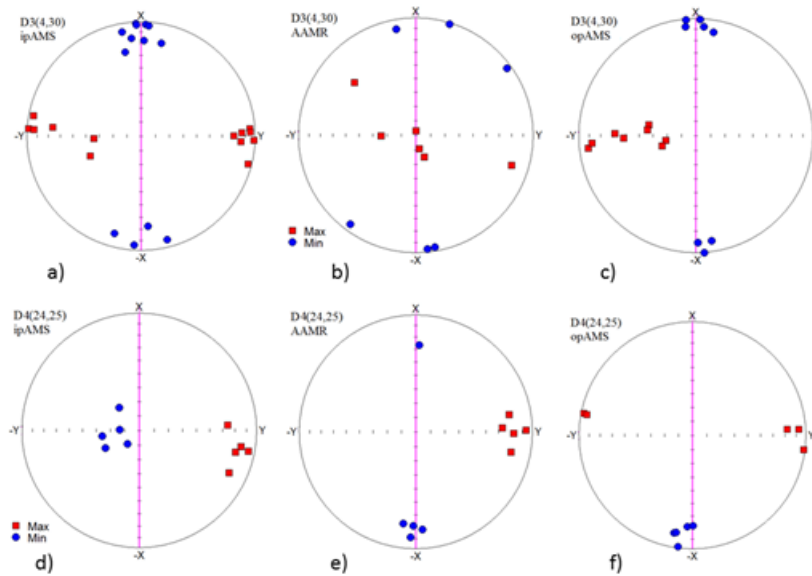 D3(4,30)
ipAMS
X
-Y
Y
-X
a)
D3(4,30)
AAMR
X
-Y
Y
-X
Max
Min
b)
D3(4,30)
opAMS
X
-Y
-X
c)
D4(24,25)
ipAMS
X
-Y
Y
-X
Max
Min
d)
D4(24,25)
AAMR
X
-Y
Y
-X
e)
D4(24,25)
opAMS
X
-Y
Y
-X
f)